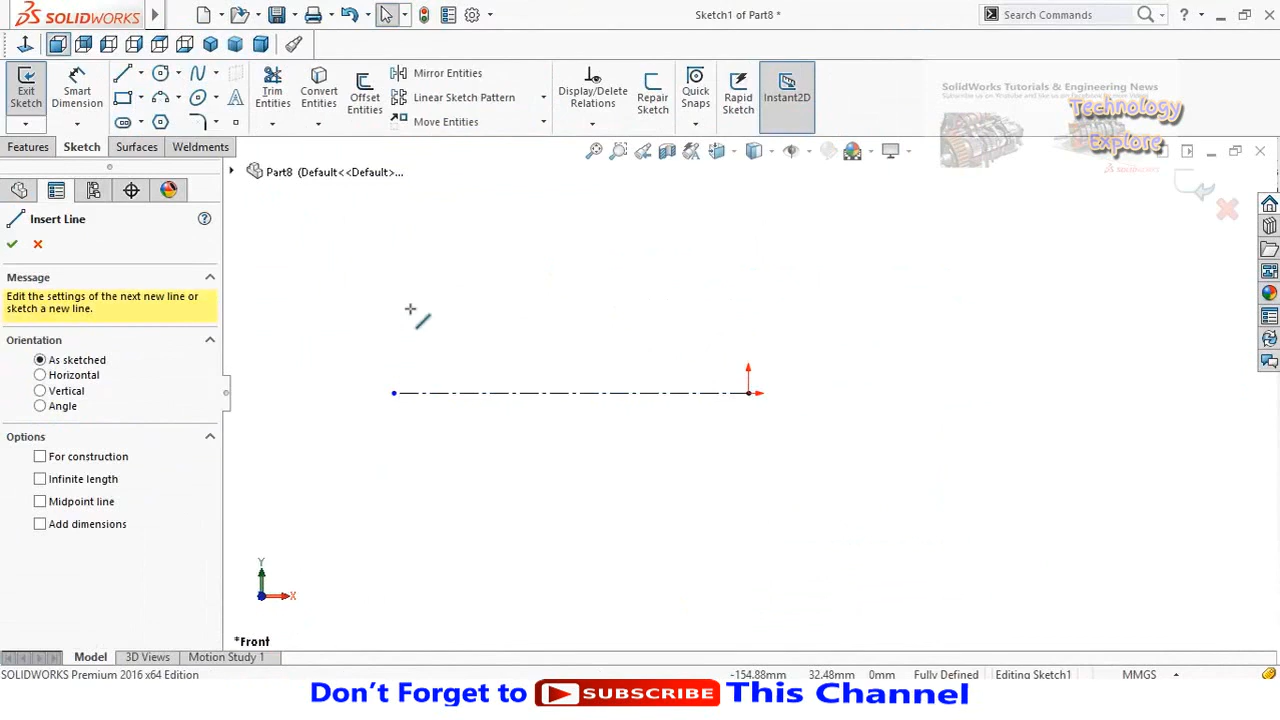 SOLIDWORKS
Sketch1 of Part8 *
Search Commands
Exit Sketch
Smart Dimension
Trim Entities
Convert Entities
Offset Entities
Mirror Entities
Linear Sketch Pattern
Move Entities
Display/Delete Relations
Repair Sketch
Quick Snaps
Rapid Sketch
Instant2D
SolidWorks Tutorials & Engineering News
Technology
Explore
Features
Sketch
Surfaces
Weldments
Part8 (Default<<Default>...
Insert Line
Message
Edit the settings of the next new line or
sketch a new line.
Orientation
As sketched
Horizontal
Vertical
Angle
Options
For construction
Infinite length
Midpoint line
Add dimensions
Y
X
*Front
Model
3D Views
Motion Study 1
SOLIDWORKS Premium 2016 x64 Edition
-154.88mm
32.48mm
0mm
Fully Defined
Editing Sketch1
MMGS
Don't Forget to SUBSCRIBE This Channel